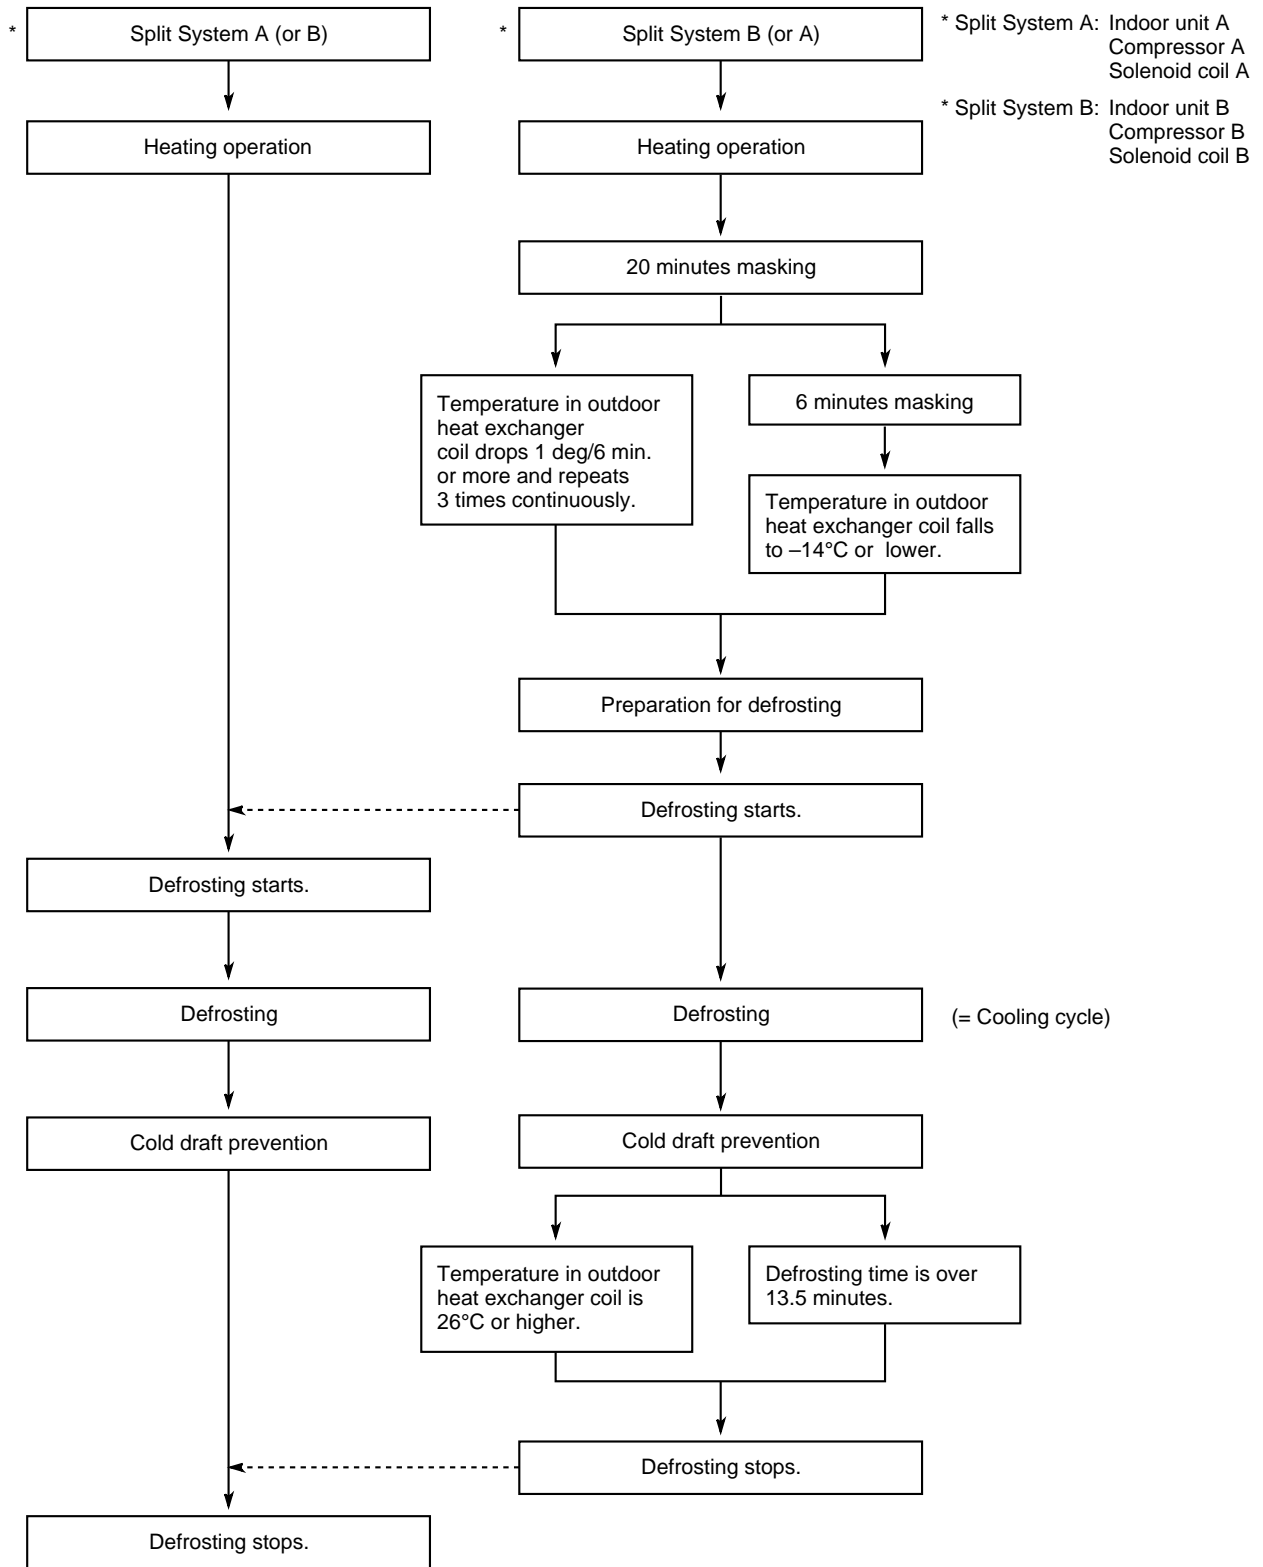 * Split System A (or B)
* Split System B (or A)
* Split System A: Indoor unit A
Compressor A
Solenoid coil A
* Split System B: Indoor unit B
Compressor B
Solenoid coil B
Heating operation
Heating operation
20 minutes masking
Temperature in outdoor
heat exchanger
coil drops 1 deg/6 min.
or more and repeats
3 times continuously.
6 minutes masking
Temperature in outdoor
heat exchanger coil falls
to –14°C or lower.
Preparation for defrosting
Defrosting starts.
Defrosting starts.
Defrosting
Defrosting
(= Cooling cycle)
Cold draft prevention
Cold draft prevention
Temperature in outdoor
heat exchanger coil is
26°C or higher.
Defrosting time is over
13.5 minutes.
Defrosting stops.
Defrosting stops.